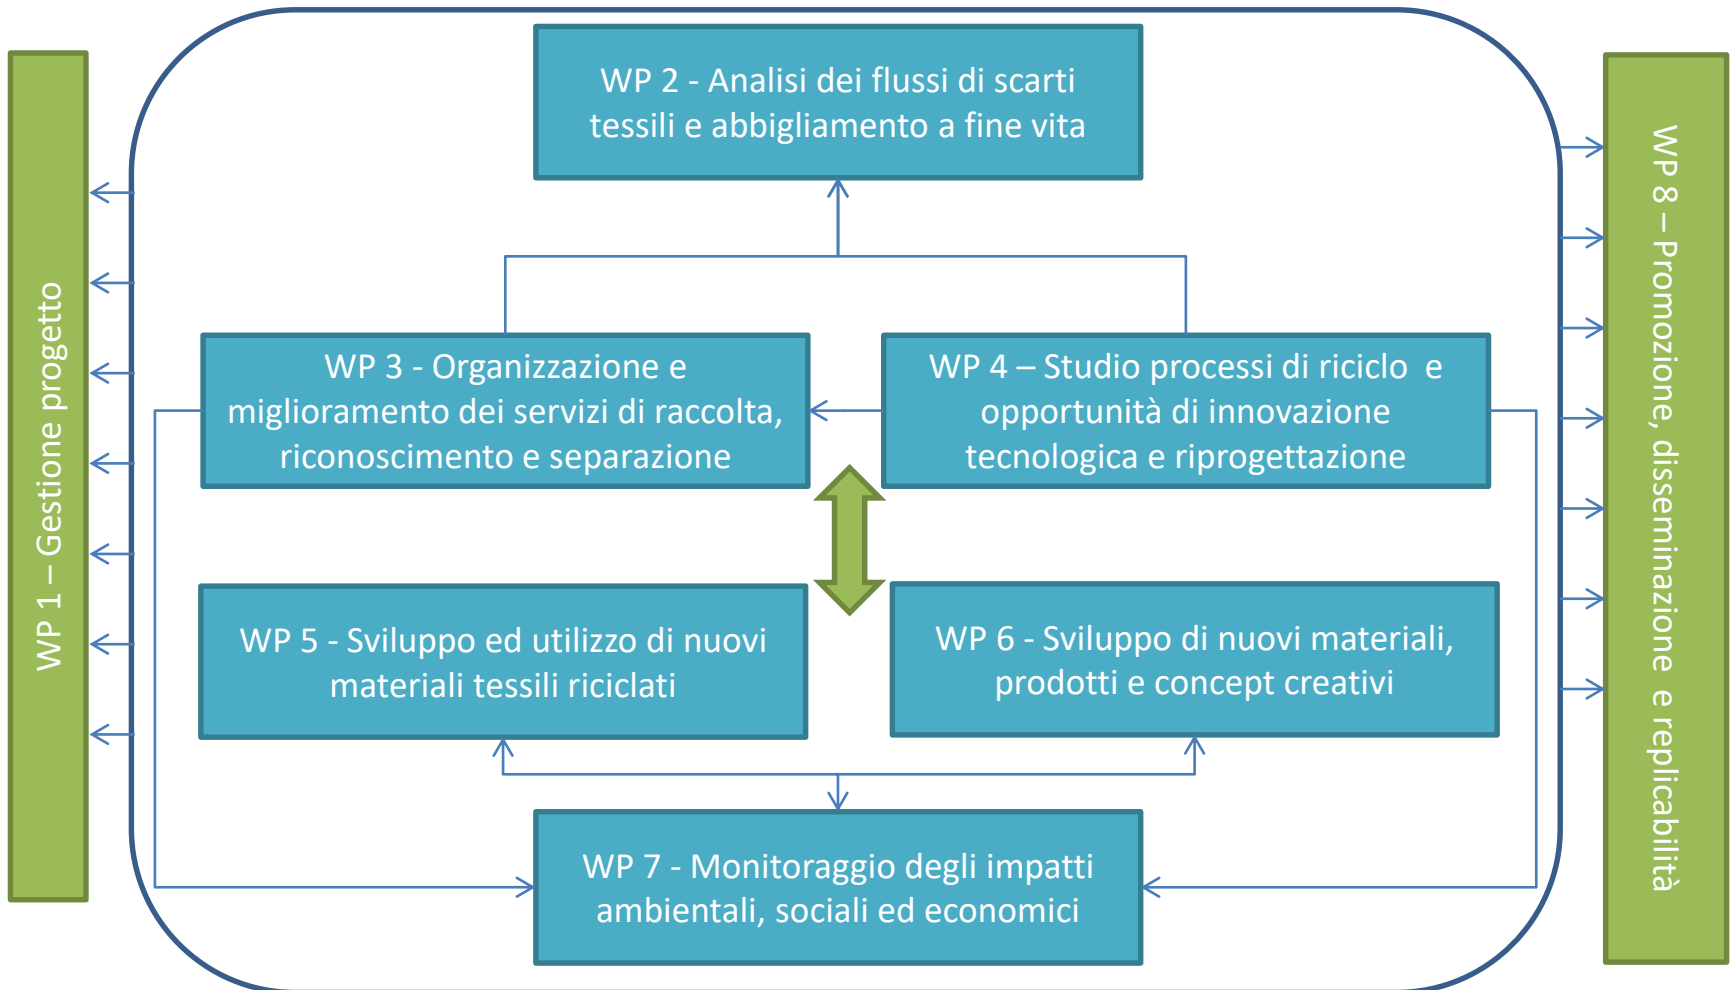 WP 1 – Gestione progetto
WP 2 - Analisi dei flussi di scarti
tessili e abbigliamento a fine vita
WP 3 - Organizzazione e
miglioramento dei servizi di raccolta,
riconoscimento e separazione
WP 4 – Studio processi di riciclo e
opportunità di innovazione
tecnologica e riprogettazione
WP 5 - Sviluppo ed utilizzo di nuovi
materiali tessili riciclati
WP 6 - Sviluppo di nuovi materiali,
prodotti e concept creativi
WP 7 - Monitoraggio degli impatti
ambientali, sociali ed economici
WP 8 – Promozione, disseminazione e replicabilità